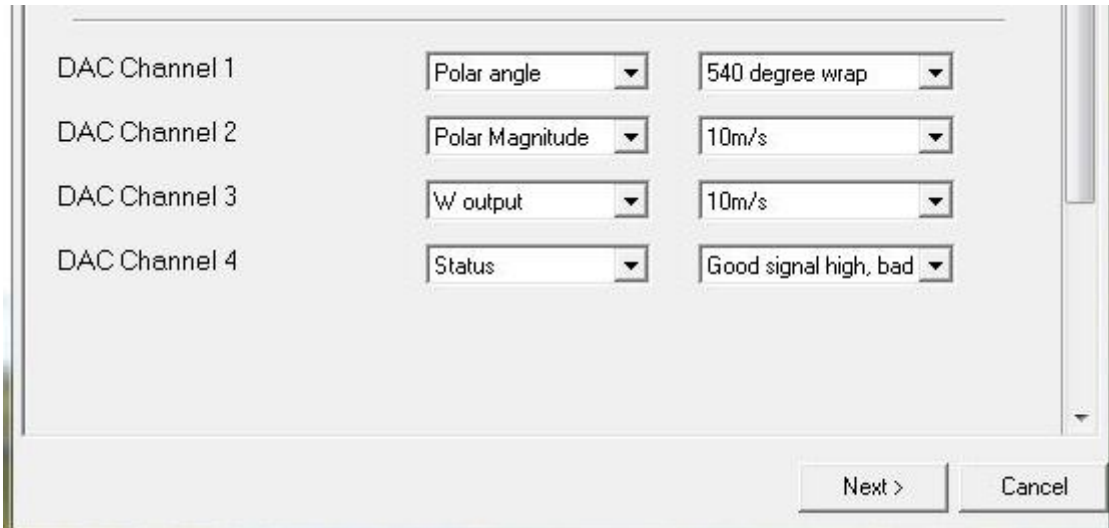 DAC Channel 1 Polar angle 540 degree wrap
DAC Channel 2 Polar Magnitude 10m/s
DAC Channel 3 W output 10m/s
DAC Channel 4 Status Good signal high, bad
Next > Cancel